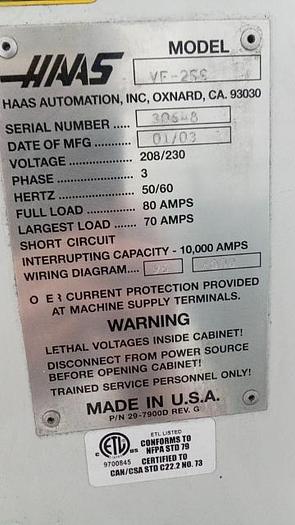 HAAS
MODEL VF-2SS
HAAS AUTOMATION, INC, OXNARD, CA. 93030
SERIAL NUMBER ..... 30648
DATE OF MFG ........... 01/03
VOLTAGE ................. 208/230
PHASE ..................... 3
HERTZ ..................... 50/60
FULL LOAD .............. 80 AMPS
LARGEST LOAD ....... 70 AMPS
SHORT CIRCUIT
INTERRUPTING CAPACITY - 10,000 AMPS
WIRING DIAGRAM....
O E CURRENT PROTECTION PROVIDED
AT MACHINE SUPPLY TERMINALS.
WARNING
LETHAL VOLTAGES INSIDE CABINET!
DISCONNECT FROM POWER SOURCE
BEFORE OPENING CABINET!
TRAINED SERVICE PERSONNEL ONLY!
MADE IN U.S.A.
P/N 29-7900D REV. G
ETL LISTED
CONFORMS TO
NFPA STD 79
CERTIFIED TO
CAN/CSA STD C22.2 NO. 73
C ETL US
9700845